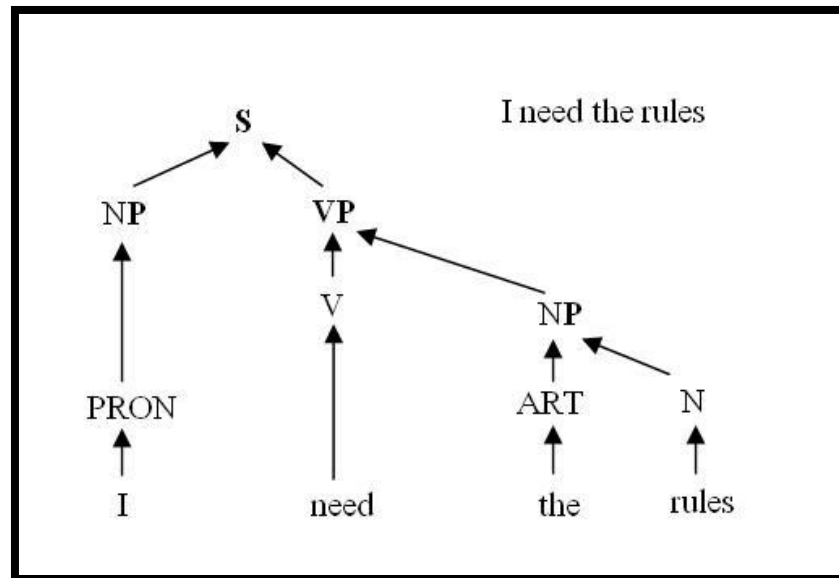 I need the rules
S
NP VP
V
NP
PRON ART N
I need the rules